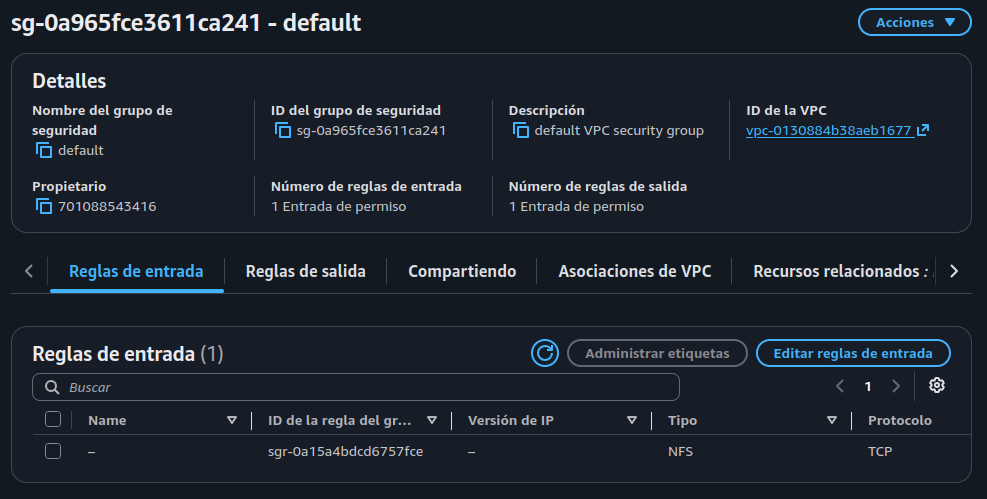 sg-0a965fce3611ca241 - default
Acciones
Detalles
Nombre del grupo de
seguridad
default
ID del grupo de seguridad
sg-0a965fce3611ca241
Descripción
default VPC security group
ID de la VPC
vpc-0130884b38aeb1677
Propietario
701088543416
Número de reglas de entrada
1 Entrada de permiso
Número de reglas de salida
1 Entrada de permiso
Reglas de entrada
Reglas de salida
Compartiendo
Asociaciones de VPC
Recursos relacionados :
Reglas de entrada (1)
Administrar etiquetas
Editar reglas de entrada
Buscar
1
Name
ID de la regla del gr...
Versión de IP
Tipo
Protocolo
–
sgr-0a15a4bdcd6757fce
–
NFS
TCP